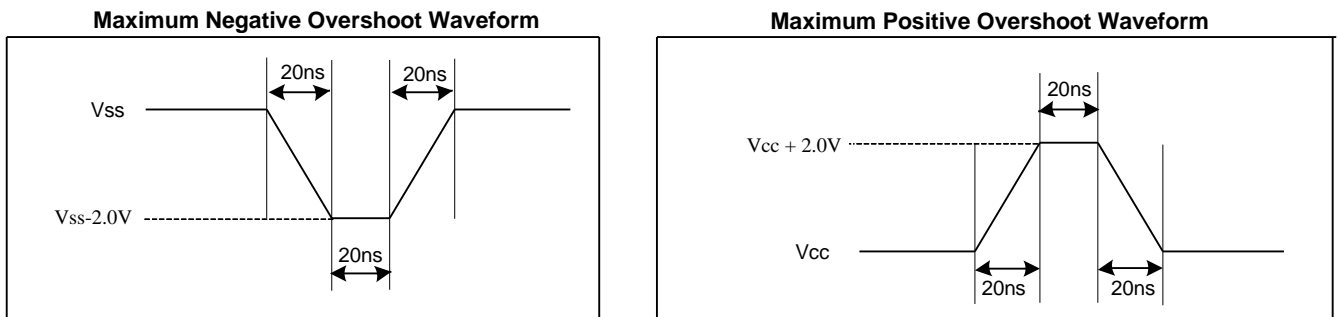 Maximum Negative Overshoot Waveform
20ns 20ns
Vss
Vss-2.0V
20ns
Maximum Positive Overshoot Waveform
20ns
Vcc + 2.0V
Vcc
20ns 20ns